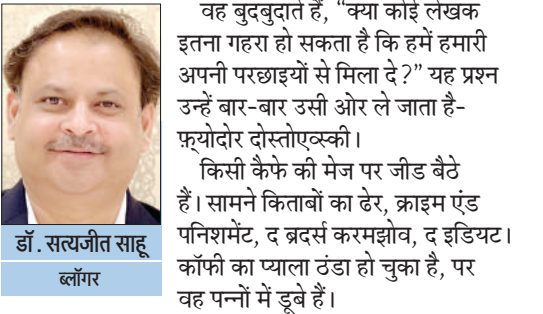 वह बुदबुदाते हैं, “क्या कोई लेखक
इतना गहरा हो सकता है कि हमें हमारी
अपनी परछाइयों से मिला दे?” यह प्रश्न
उन्हें बार-बार उसी ओर ले जाता है-
फ़्योदोर दोस्तोएव्स्की।
किसी कैफे की मेज पर जीड बैठे
हैं। सामने किताबों का ढेर, क्राइम एंड
पनिशमेंट, द ब्रदर्स करमझोव, द इडियट।
कॉफी का प्याला ठंडा हो चुका है, पर
वह पन्नों में डूबे हैं।
डॉ. सत्यजीत साहू
ब्लॉगर